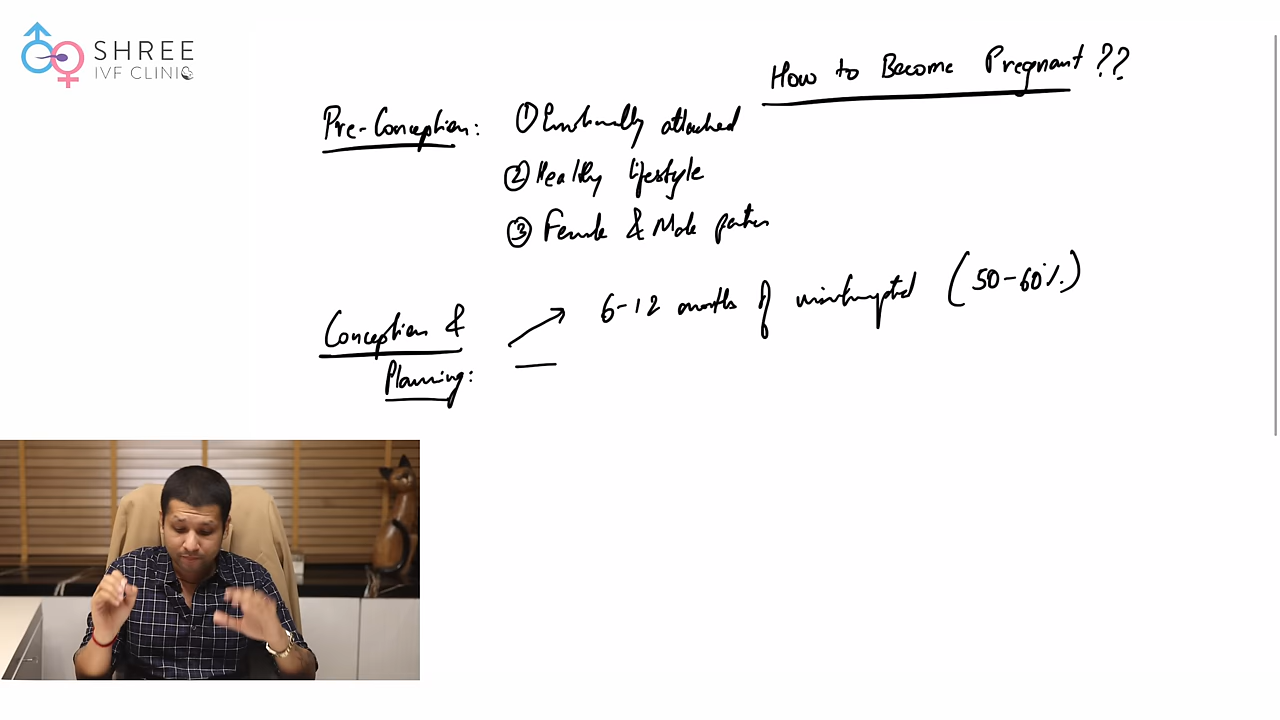 SHREE
IVF CLINIC
How to Become Pregnant ??
Pre-Conception:
① Emotionally attached
② Healthy lifestyle
③ Female & Male partner
Conception &
Planning:
6-12 months of uninterrupted (50-60%)